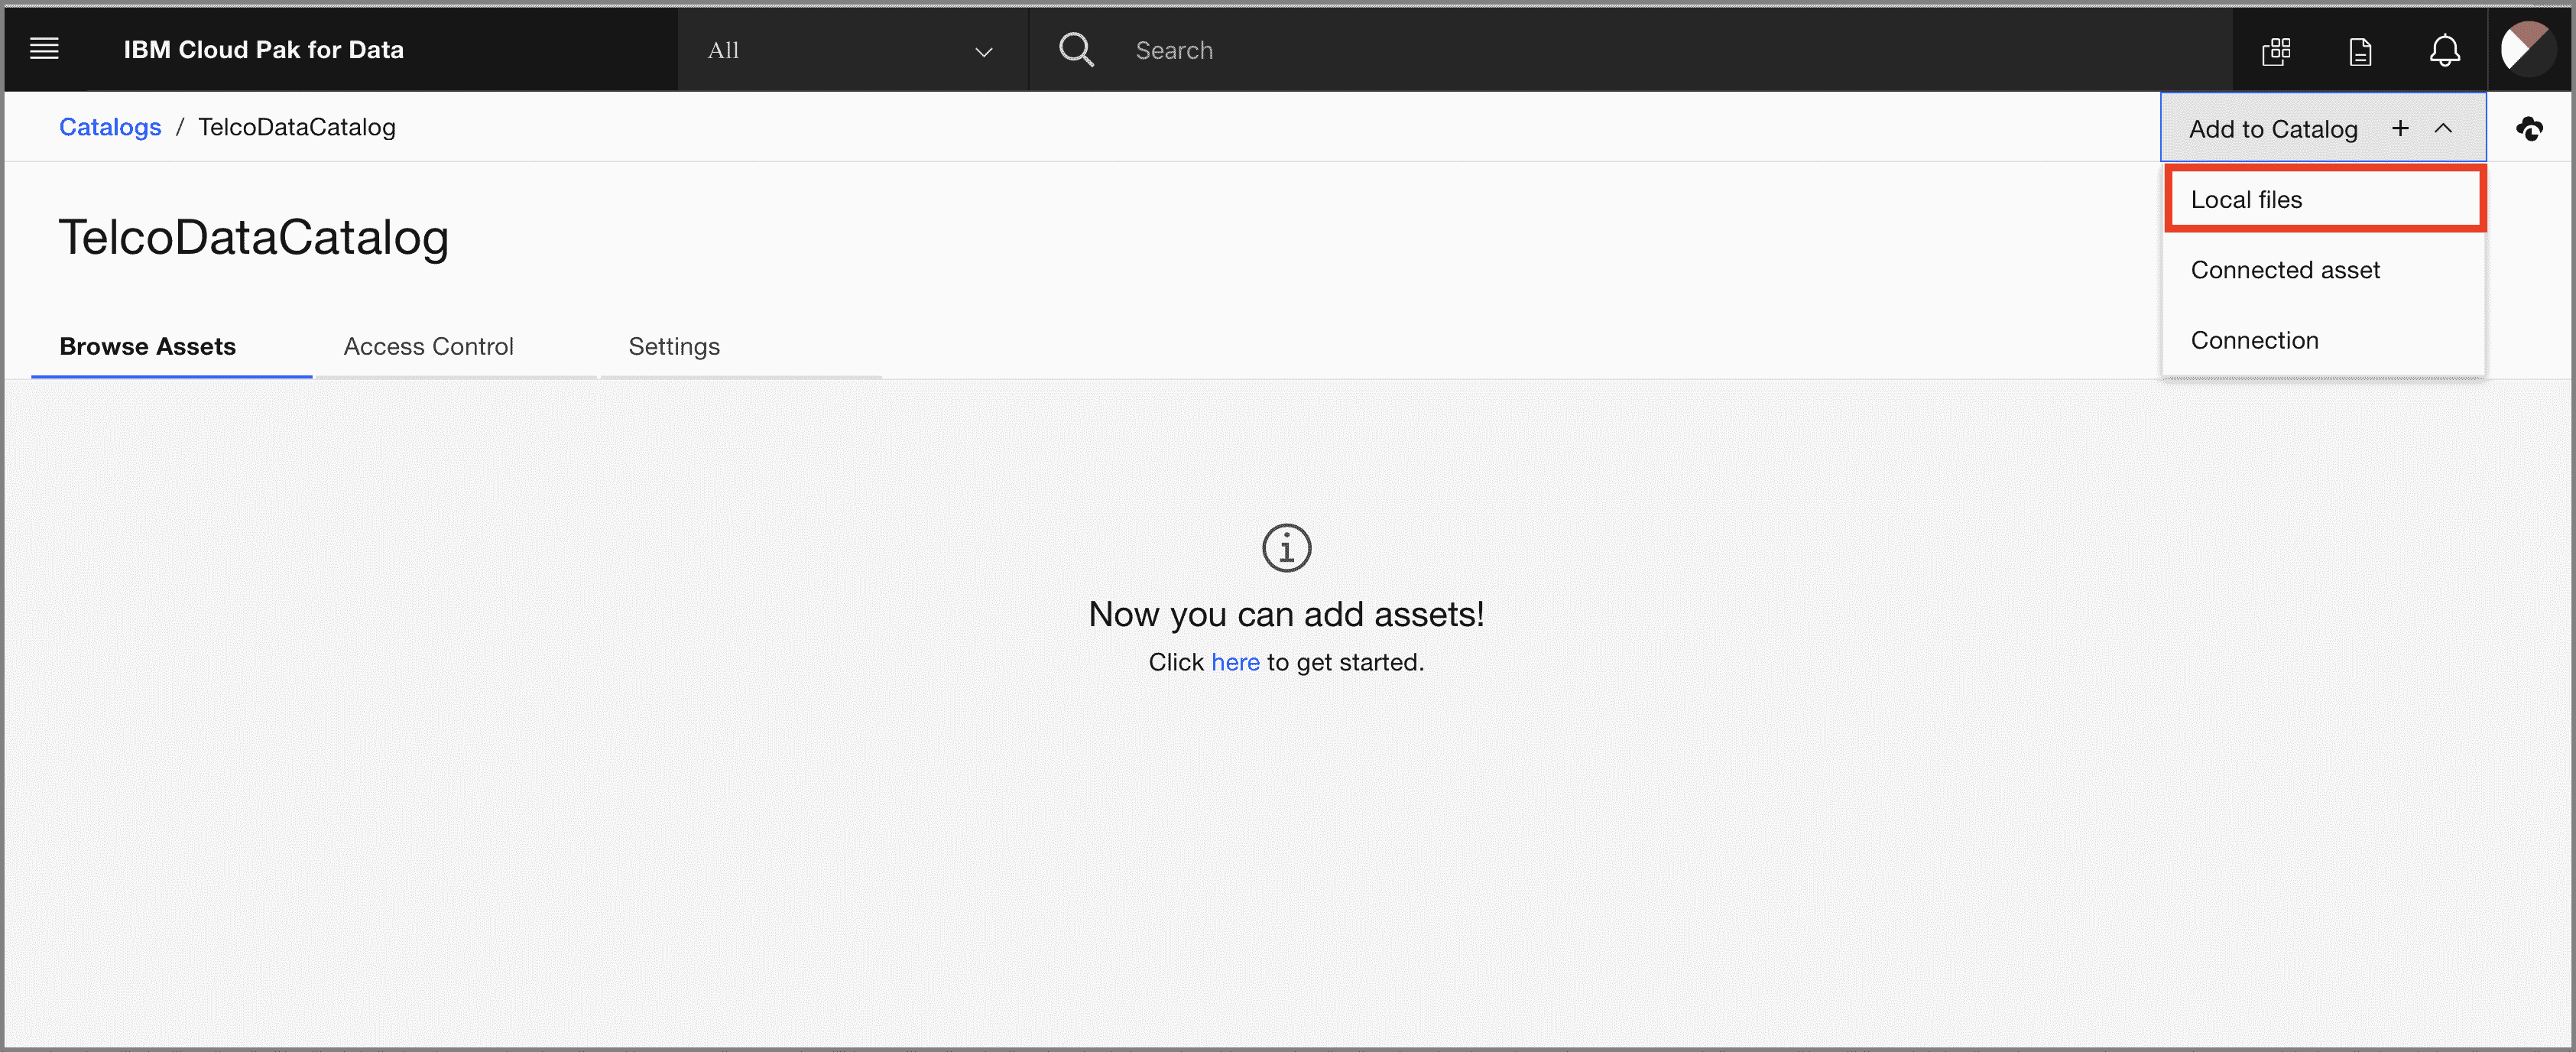 IBM Cloud Pak for Data
All
Search
Catalogs / TelcoDataCatalog
Add to Catalog +
Local files
Connected asset
Connection
TelcoDataCatalog
Browse Assets
Access Control
Settings
Now you can add assets!
Click here to get started.